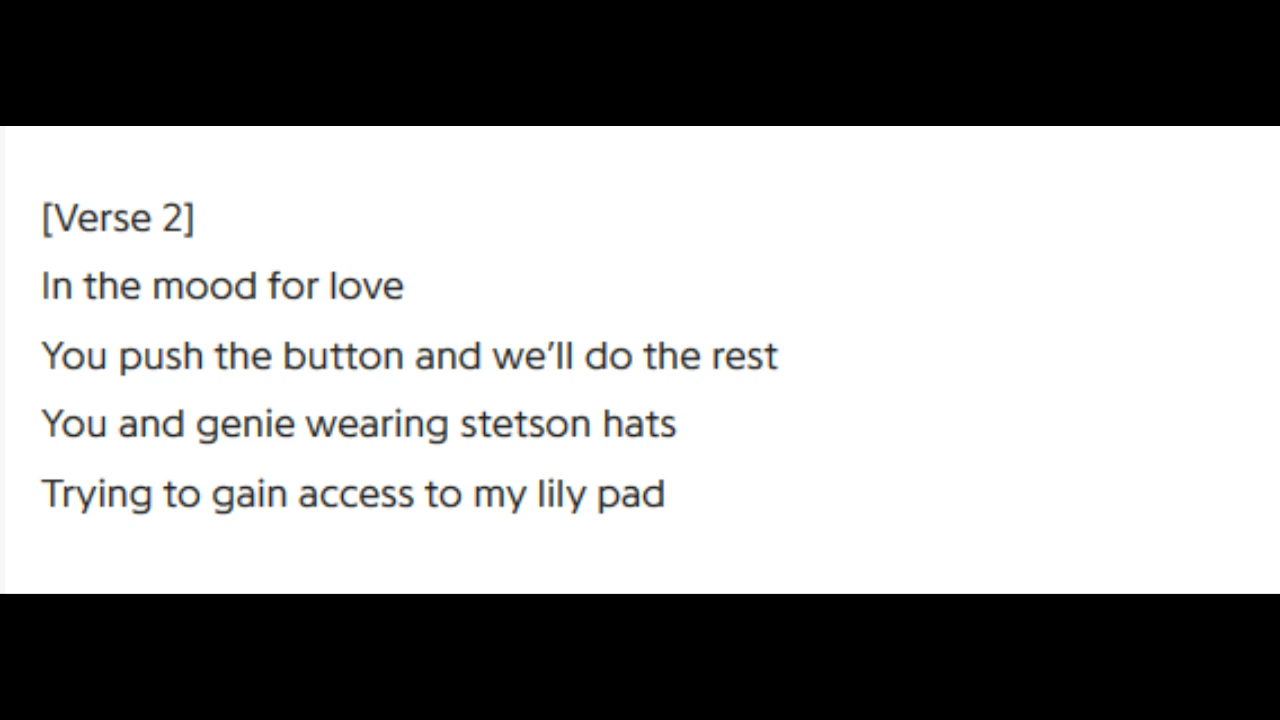 [Verse 2]
In the mood for love
You push the button and we’ll do the rest
You and genie wearing stetson hats
Trying to gain access to my lily pad